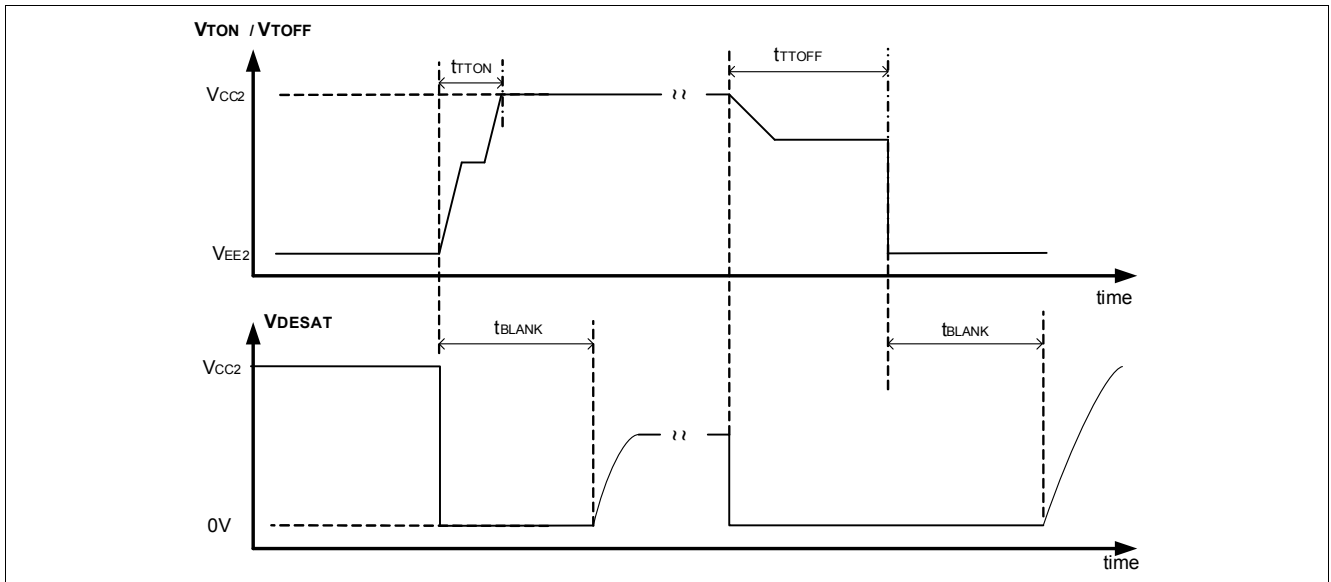 VTON / VTOFF
tTTON
tTTOFF
VCC2
≀≀
VEE2
time
VDESAT
tBLANK
tBLANK
VCC2
≀≀
0V
time